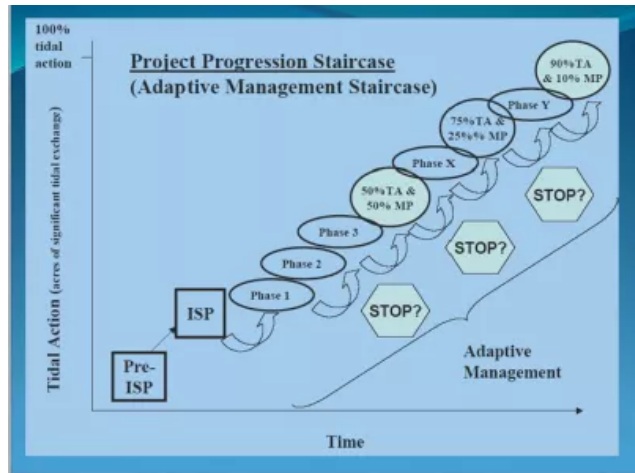 100%
tidal
action
Project Progression Staircase
(Adaptive Management Staircase)
90%TA
& 10% MP
Phase Y
75%TA &
25%% MP
Phase X
STOP?
50%TA &
50% MP
STOP?
Phase 3
Phase 2
Phase 1
ISP
STOP?
Pre-
ISP
Adaptive
Management
Tidal Action (acres of significant tidal exchange)
Time